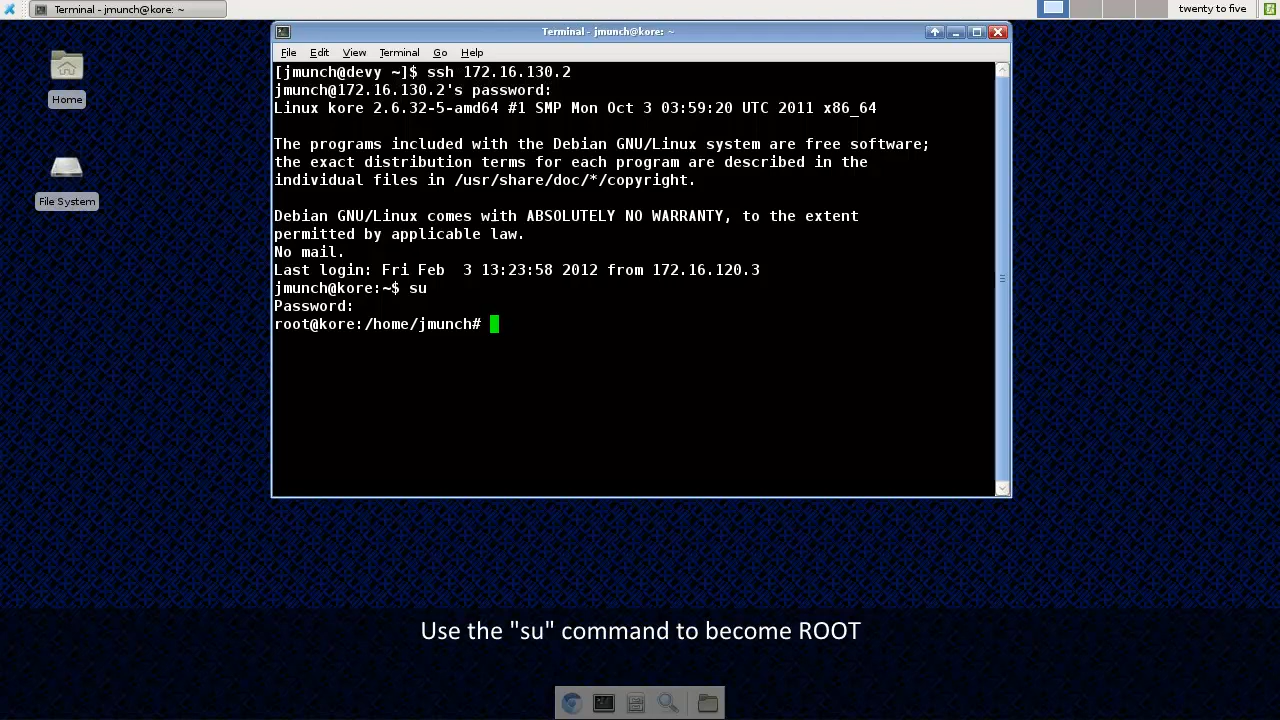 Terminal - jmunch@kore: ~
twenty to five
Terminal - jmunch@kore: ~
File Edit View Terminal Go Help
[jmunch@devy ~]$ ssh 172.16.130.2
jmunch@172.16.130.2's password:
Linux kore 2.6.32-5-amd64 #1 SMP Mon Oct 3 03:59:20 UTC 2011 x86_64
The programs included with the Debian GNU/Linux system are free software;
the exact distribution terms for each program are described in the
individual files in /usr/share/doc/*/copyright.
Debian GNU/Linux comes with ABSOLUTELY NO WARRANTY, to the extent
permitted by applicable law.
No mail.
Last login: Fri Feb  3 13:23:58 2012 from 172.16.120.3
jmunch@kore:~$ su
Password:
root@kore:/home/jmunch#
Home
File System
Use the "su" command to become ROOT